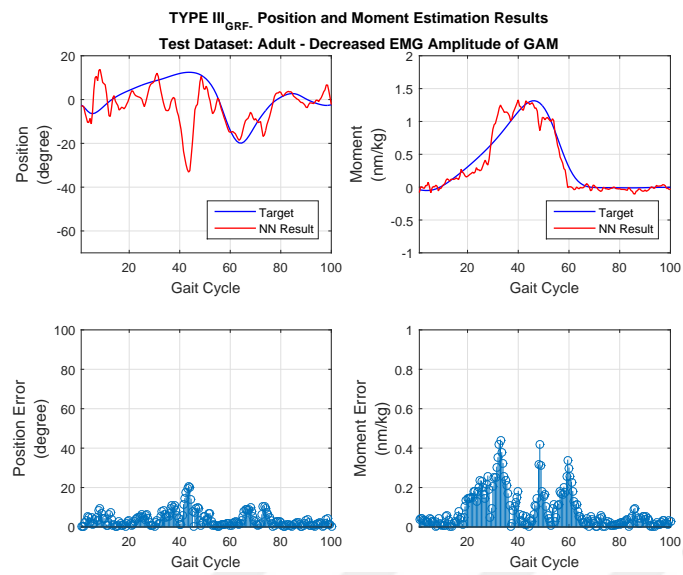 TYPE III_GRF- Position and Moment Estimation Results
Test Dataset: Adult - Decreased EMG Amplitude of GAM
20
0
-20
-40
-60
Position
(degree)
Target
NN Result
20 40 60 80 100
Gait Cycle
2
1.5
1
0.5
0
-0.5
-1
Moment
(nm/kg)
Target
NN Result
20 40 60 80 100
Gait Cycle
100
80
60
40
20
0
Position Error
(degree)
20 40 60 80 100
Gait Cycle
1
0.8
0.6
0.4
0.2
0
Moment Error
(nm/kg)
20 40 60 80 100
Gait Cycle